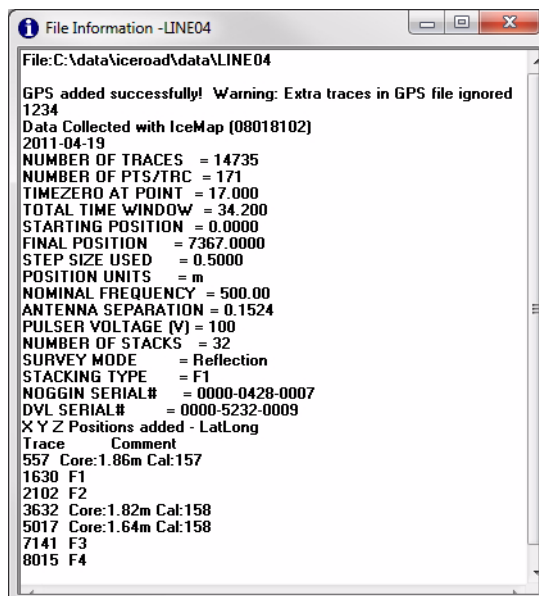 File Information -LINE04
File:C:\data\iceroad\data\LINE04
GPS added successfully!  Warning: Extra traces in GPS file ignored
1234
Data Collected with IceMap (08018102)
2011-04-19
NUMBER OF TRACES   = 14735
NUMBER OF PTS/TRC  = 171
TIMEZERO AT POINT  = 17.000
TOTAL TIME WINDOW  = 34.200
STARTING POSITION  = 0.0000
FINAL POSITION     = 7367.0000
STEP SIZE USED     = 0.5000
POSITION UNITS     = m
NOMINAL FREQUENCY  = 500.00
ANTENNA SEPARATION = 0.1524
PULSER VOLTAGE (V) = 100
NUMBER OF STACKS   = 32
SURVEY MODE        = Reflection
STACKING TYPE      = F1
NOGGIN SERIAL#     = 0000-0428-0007
DVL SERIAL#        = 0000-5232-0009
X Y Z Positions added - LatLong
Trace        Comment
557  Core:1.86m Cal:157
1630  F1
2102  F2
3632  Core:1.82m Cal:158
5017  Core:1.64m Cal:158
7141  F3
8015  F4